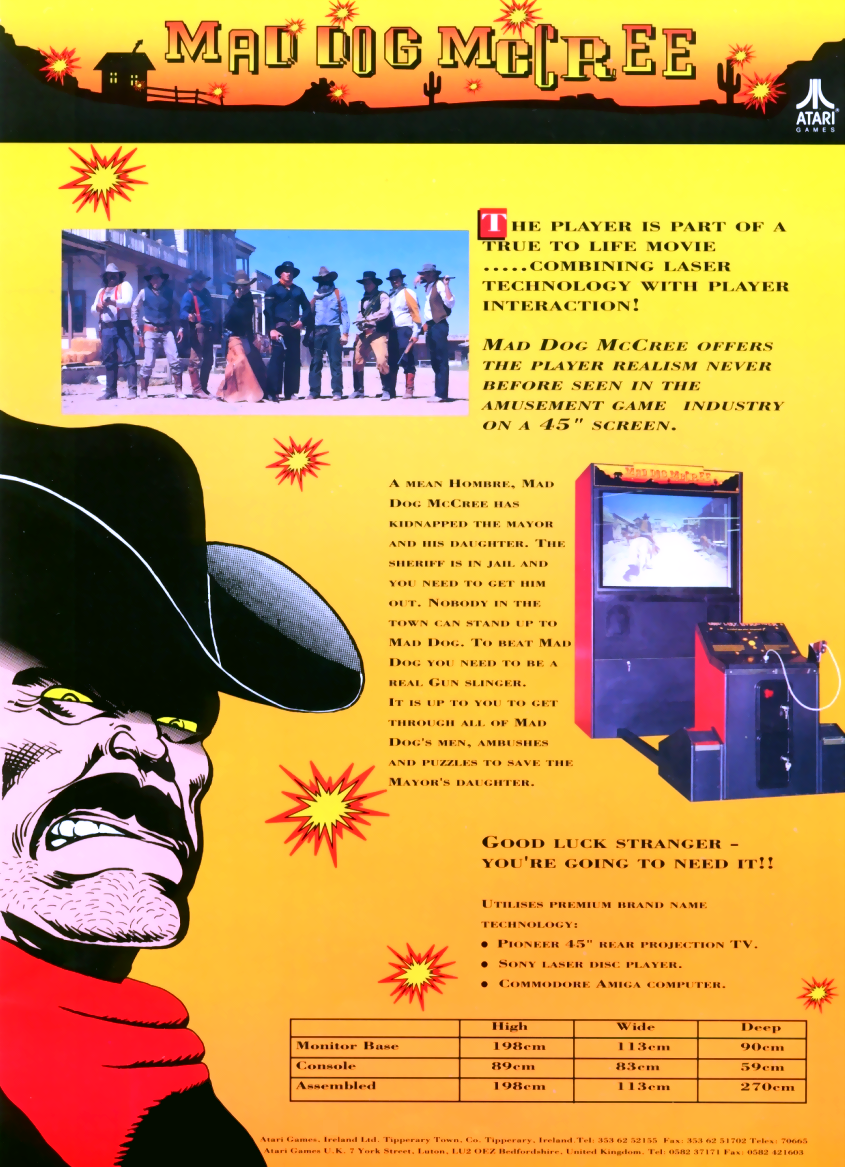 MAD DOG McCREE
ATARI®
GAMES
THE PLAYER IS PART OF A
TRUE TO LIFE MOVIE
.....COMBINING LASER
TECHNOLOGY WITH PLAYER
INTERACTION!
MAD DOG MCCREE OFFERS
THE PLAYER REALISM NEVER
BEFORE SEEN IN THE
AMUSEMENT GAME INDUSTRY
ON A 45" SCREEN.
A MEAN HOMBRE, MAD
DOG MCCREE HAS
KIDNAPPED THE MAYOR
AND HIS DAUGHTER. THE
SHERIFF IS IN JAIL AND
YOU NEED TO GET HIM
OUT. NOBODY IN THE
TOWN CAN STAND UP TO
MAD DOG. TO BEAT MAD
DOG YOU NEED TO BE A
REAL GUN SLINGER.
IT IS UP TO YOU TO GET
THROUGH ALL OF MAD
DOG'S MEN, AMBUSHES
AND PUZZLES TO SAVE THE
MAYOR'S DAUGHTER.
MAD DOG McCREE
GOOD LUCK STRANGER -
YOU'RE GOING TO NEED IT!!
UTILISES PREMIUM BRAND NAME
TECHNOLOGY:
• PIONEER 45" REAR PROJECTION TV.
• SONY LASER DISC PLAYER.
• COMMODORE AMIGA COMPUTER.
High Wide Deep
Monitor Base 198cm 113cm 90cm
Console 89cm 83cm 59cm
Assembled 198cm 113cm 270cm
Atari Games, Ireland Ltd. Tipperary Town, Co. Tipperary, Ireland Tel: 353 62 52155 Fax: 353 62 51702 Telex: 70665
Atari Games U.K. 7 York Street, Luton, LU2 OEZ Bedfordshire, United Kingdom. Tel: 0582 37171 Fax: 0582 421603